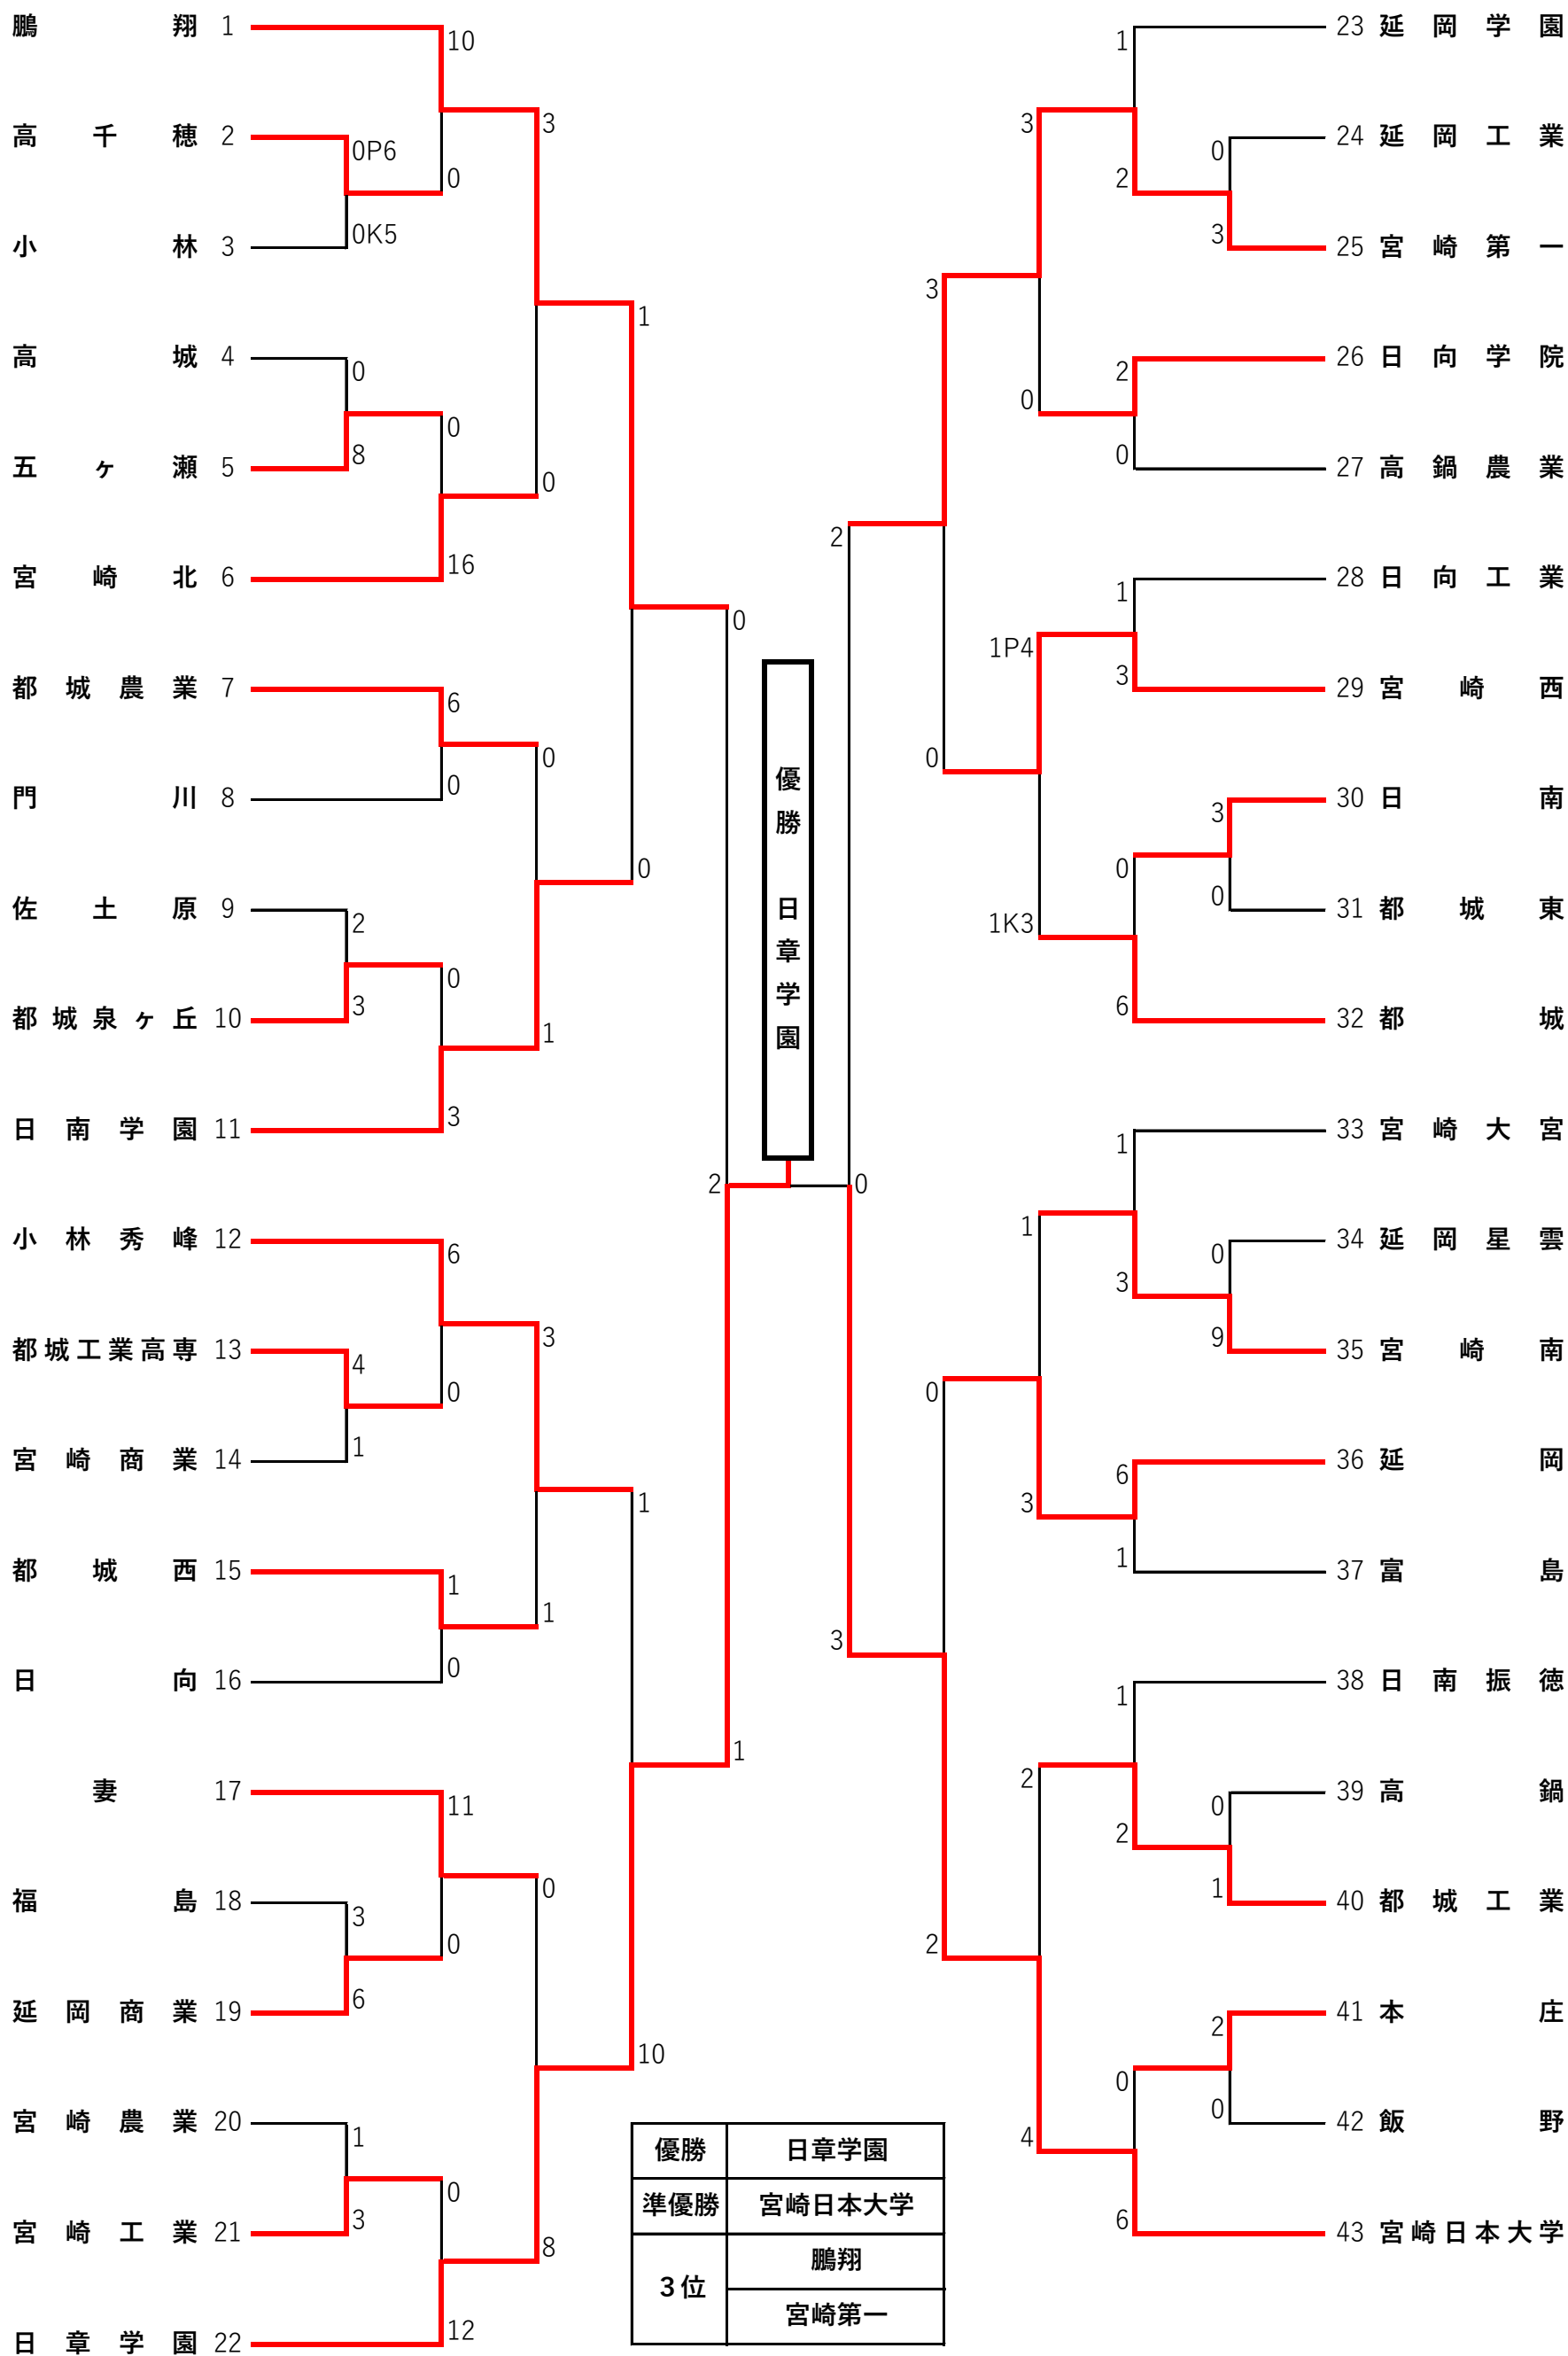 鵬翔 1
10
高千穂 2
0P6
0
3
小林 3
0K5
1
高城 4
0
0
五ヶ瀬 5
8
0
宮崎北 6
16
0
都城農業 7
6
0
門川 8
0
0
佐土原 9
2
0
都城泉ヶ丘 10
3
1
日南学園 11
3
2
小林秀峰 12
6
3
都城工業高専 13
4
0
宮崎商業 14
1
1
都城西 15
1
1
日向 16
0
1
妻 17
11
0
福島 18
3
0
延岡商業 19
6
10
宮崎農業 20
1
0
宮崎工業 21
3
8
日章学園 22
12
優勝 日章学園
23 延岡学園
1
3
24 延岡工業
0
2
25 宮崎第一
3
3
26 日向学院
2
0
27 高鍋農業
0
2
28 日向工業
1
1P4
29 宮崎西
3
0
30 日南
3
0
31 都城東
0
1K3
32 都城
6
33 宮崎大宮
1
0
1
34 延岡星雲
0
3
35 宮崎南
9
0
36 延岡
6
3
37 富島
1
3
38 日南振徳
1
2
39 高鍋
0
2
40 都城工業
1
2
41 本庄
2
0
42 飯野
0
4
43 宮崎日本大学
6
優勝 日章学園
準優勝 宮崎日本大学
3位 鵬翔
宮崎第一